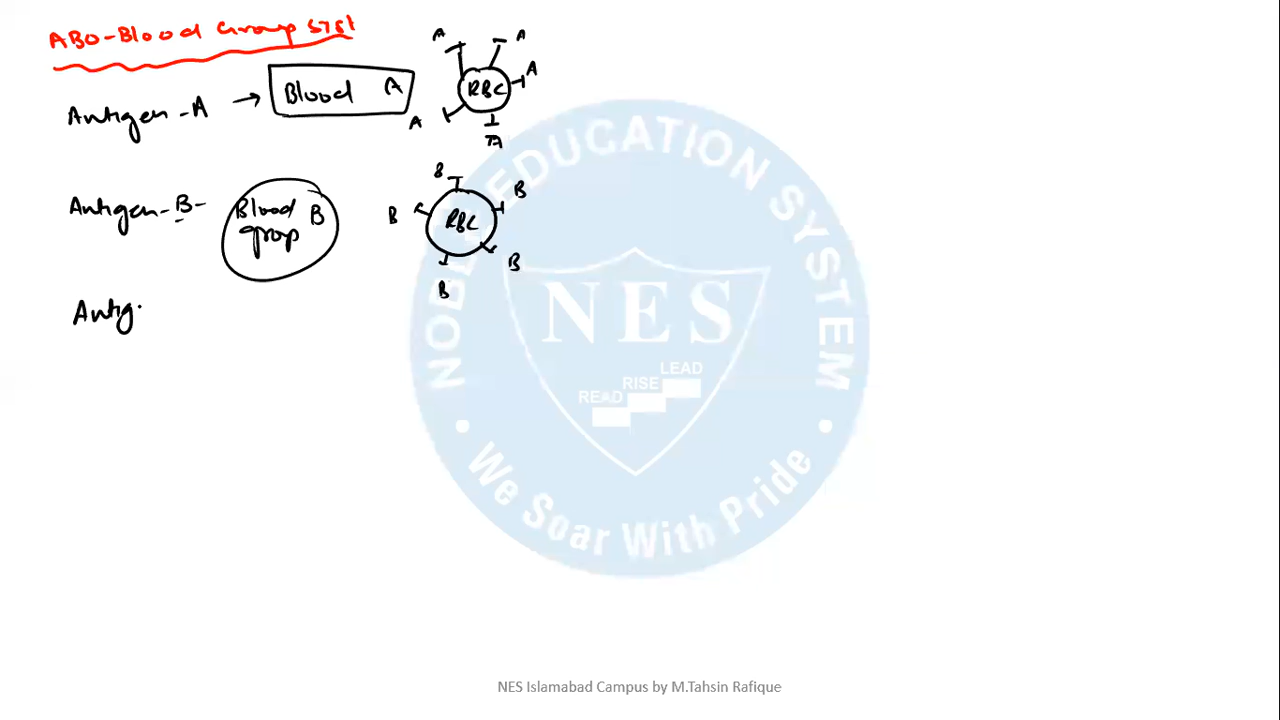 ABO-Blood Group SYST
Antigen-A → Blood A
A A A A A
RBC
Antigen-B- Blood group B
B B B B B
RBC
Antig
NOBLE EDUCATION SYSTEM
NES
READ RISE LEAD
• We Soar With Pride •
NES Islamabad Campus by M.Tahsin Rafique